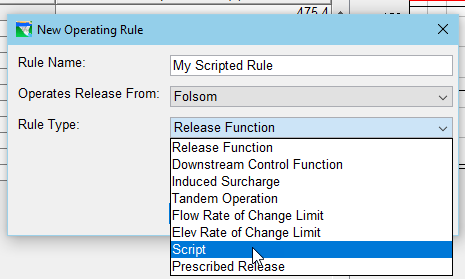 475.4
New Operating Rule
Rule Name: My Scripted Rule
Operates Release From: Folsom
Rule Type: Release Function
Release Function
Downstream Control Function
Induced Surcharge
Tandem Operation
Flow Rate of Change Limit
Elev Rate of Change Limit
Script
Prescribed Release